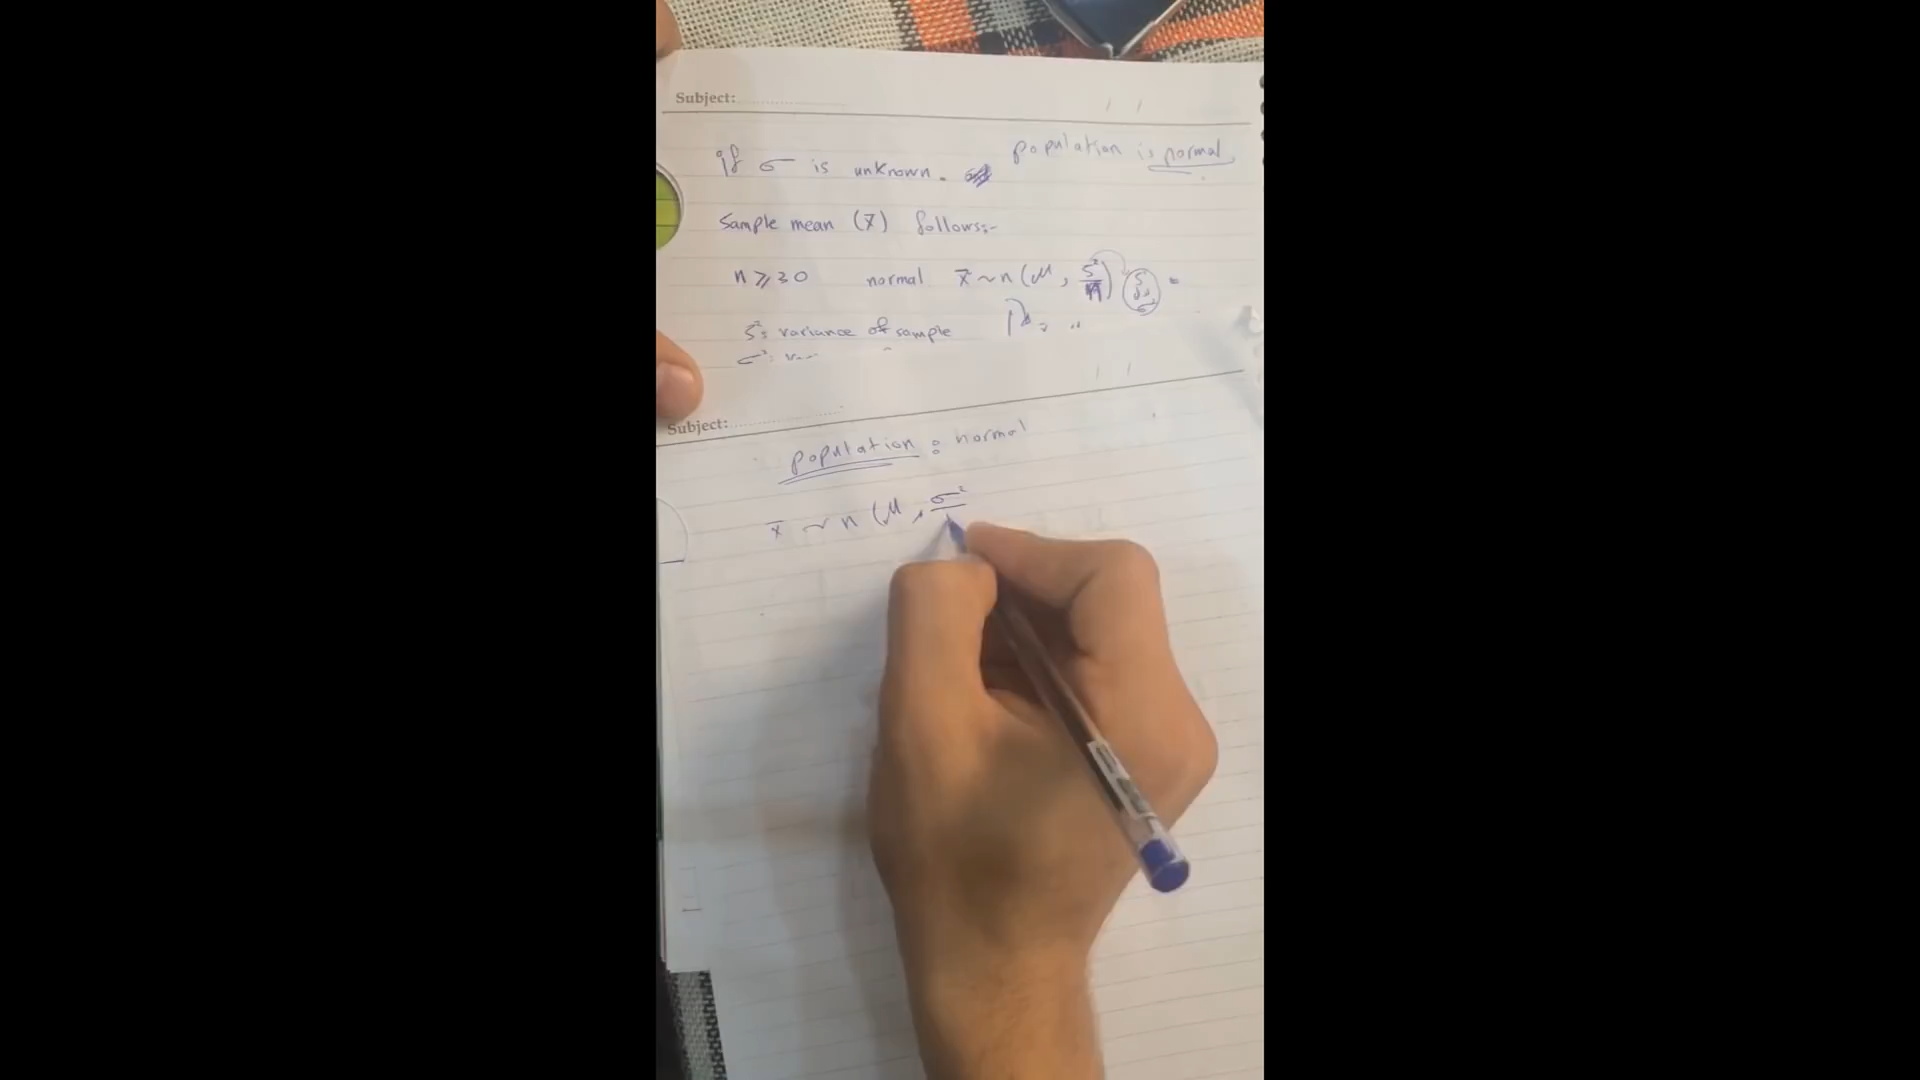 Subject:
if σ is unknown. population is normal
Sample mean (x̄) follows:-
n ≥ 30 normal x̄ ~ n (μ, s²/n)
s²: variance of sample
σ²:
Subject:
population : normal
x̄ ~ n (μ, σ²